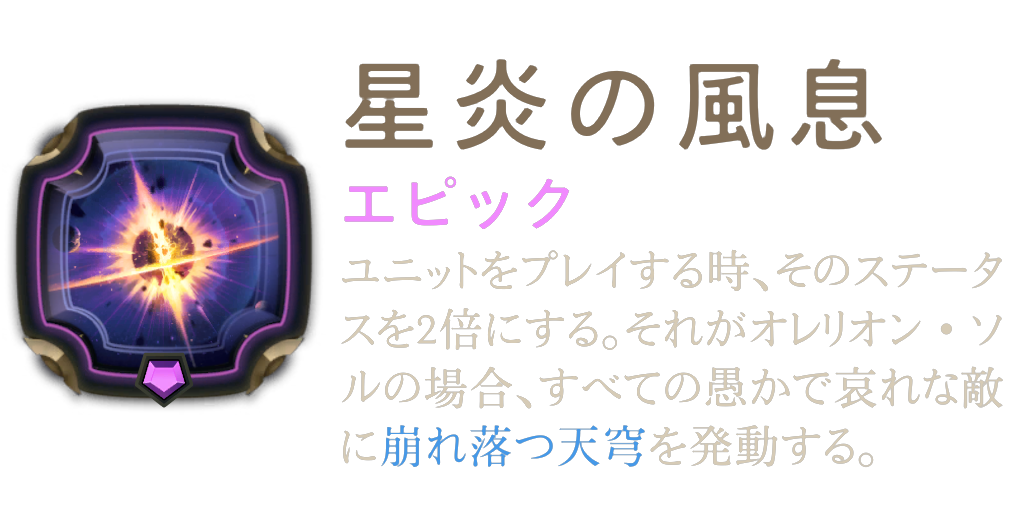 星炎の風息
エピック
ユニットをプレイする時、そのステータ
スを2倍にする。それがオレリオン・ソ
ルの場合、すべての愚かで哀れな敵
に崩れ落つ天穹を発動する。